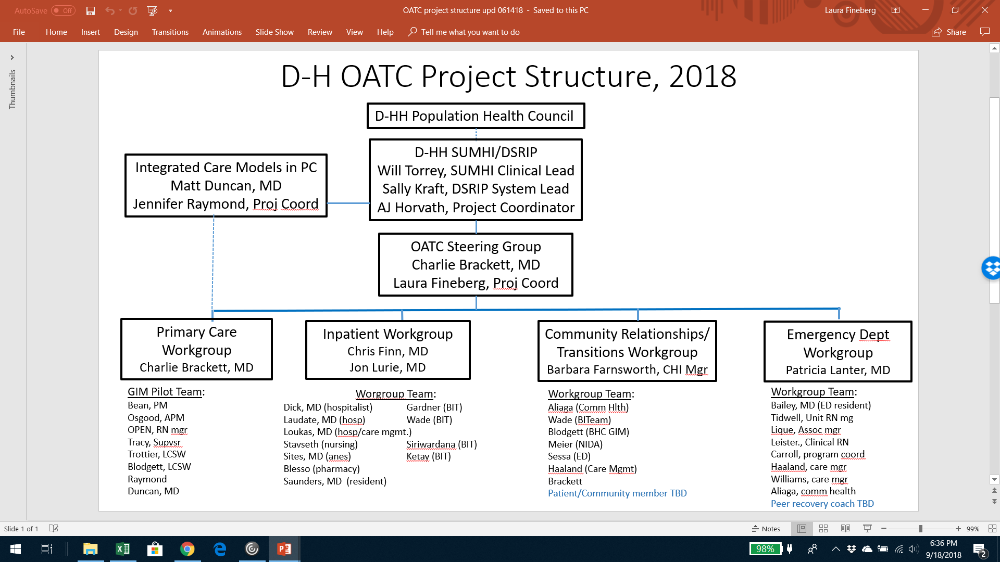 AutoSave Off
OATC project structure upd 061418 - Saved to this PC
Laura Fineberg
File Home Insert Design Transitions Animations Slide Show Review View Help Tell me what you want to do
Share
Thumbnails
D-H OATC Project Structure, 2018
D-HH Population Health Council
D-HH SUMHI/DSRIP
Will Torrey, SUMHI Clinical Lead
Sally Kraft, DSRIP System Lead
AJ Horvath, Project Coordinator
Integrated Care Models in PC
Matt Duncan, MD
Jennifer Raymond, Proj Coord
OATC Steering Group
Charlie Brackett, MD
Laura Fineberg, Proj Coord
Primary Care
Workgroup
Charlie Brackett, MD
GIM Pilot Team:
Bean, PM
Osgood, APM
OPEN, RN mgr
Tracy, Supvsr
Trottier, LCSW
Blodgett, LCSW
Raymond
Duncan, MD
Inpatient Workgroup
Chris Finn, MD
Jon Lurie, MD
Worgroup Team:
Dick, MD (hospitalist) Gardner (BIT)
Laudate, MD (hosp) Wade (BIT)
Loukas, MD (hosp/care mgmt.)
Stavseth (nursing) Siriwardana (BIT)
Sites, MD (anes) Ketay (BIT)
Blesso (pharmacy)
Saunders, MD (resident)
Community Relationships/
Transitions Workgroup
Barbara Farnsworth, CHI Mgr
Workgroup Team:
Aliaga (Comm Hlth)
Wade (BITeam)
Blodgett (BHC GIM)
Meier (NIDA)
Sessa (ED)
Haaland (Care Mgmt)
Brackett
Patient/Community member TBD
Emergency Dept
Workgroup
Patricia Lanter, MD
Workgroup Team:
Bailey, MD (ED resident)
Tidwell, Unit RN mg
Lique, Assoc mgr
Leister., Clinical RN
Carroll, program coord
Haaland, care mgr
Williams, care mgr
Aliaga, comm health
Peer recovery coach TBD
Slide 1 of 1
Notes
99%
98%
6:36 PM
9/18/2018
2